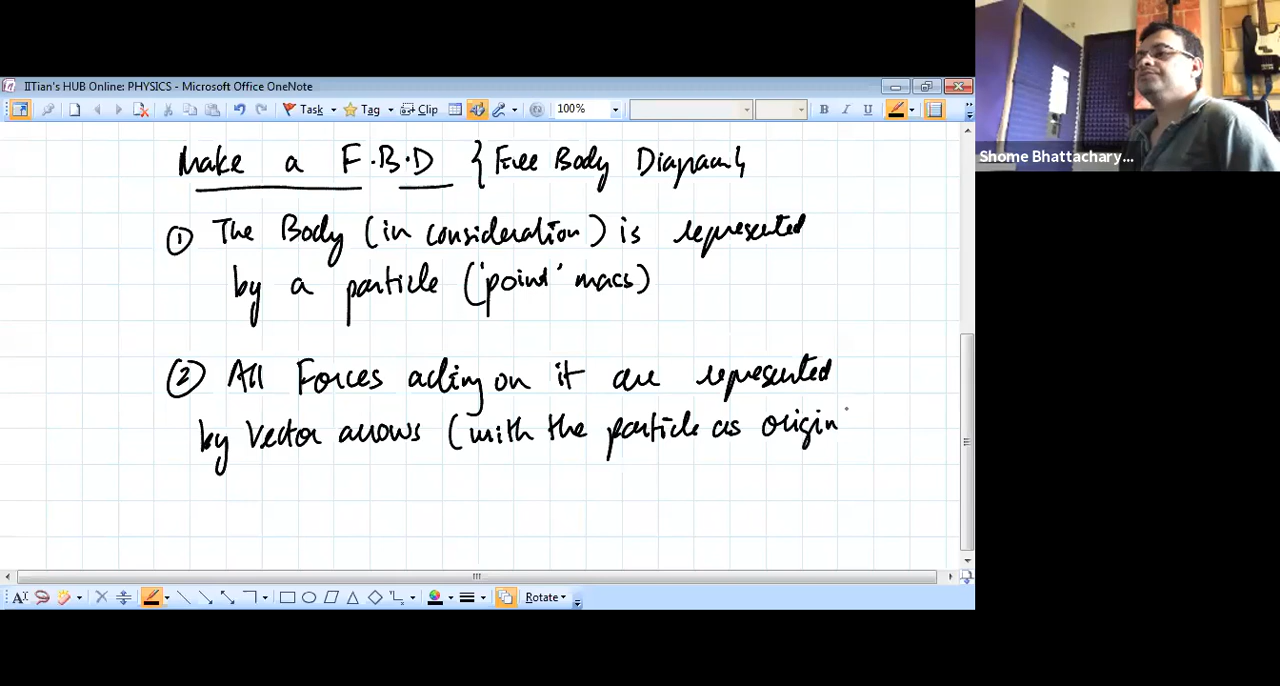 IITian's HUB Online: PHYSICS - Microsoft Office OneNote
Task Tag Clip 100% B I U
Make a F.B.D {Free Body Diagram}
① The Body (in consideration) is represented
by a particle ('point' mass)
② All Forces acting on it are represented
by Vector arrows (with the particle as origin
Shome Bhattachary...
A Rotate